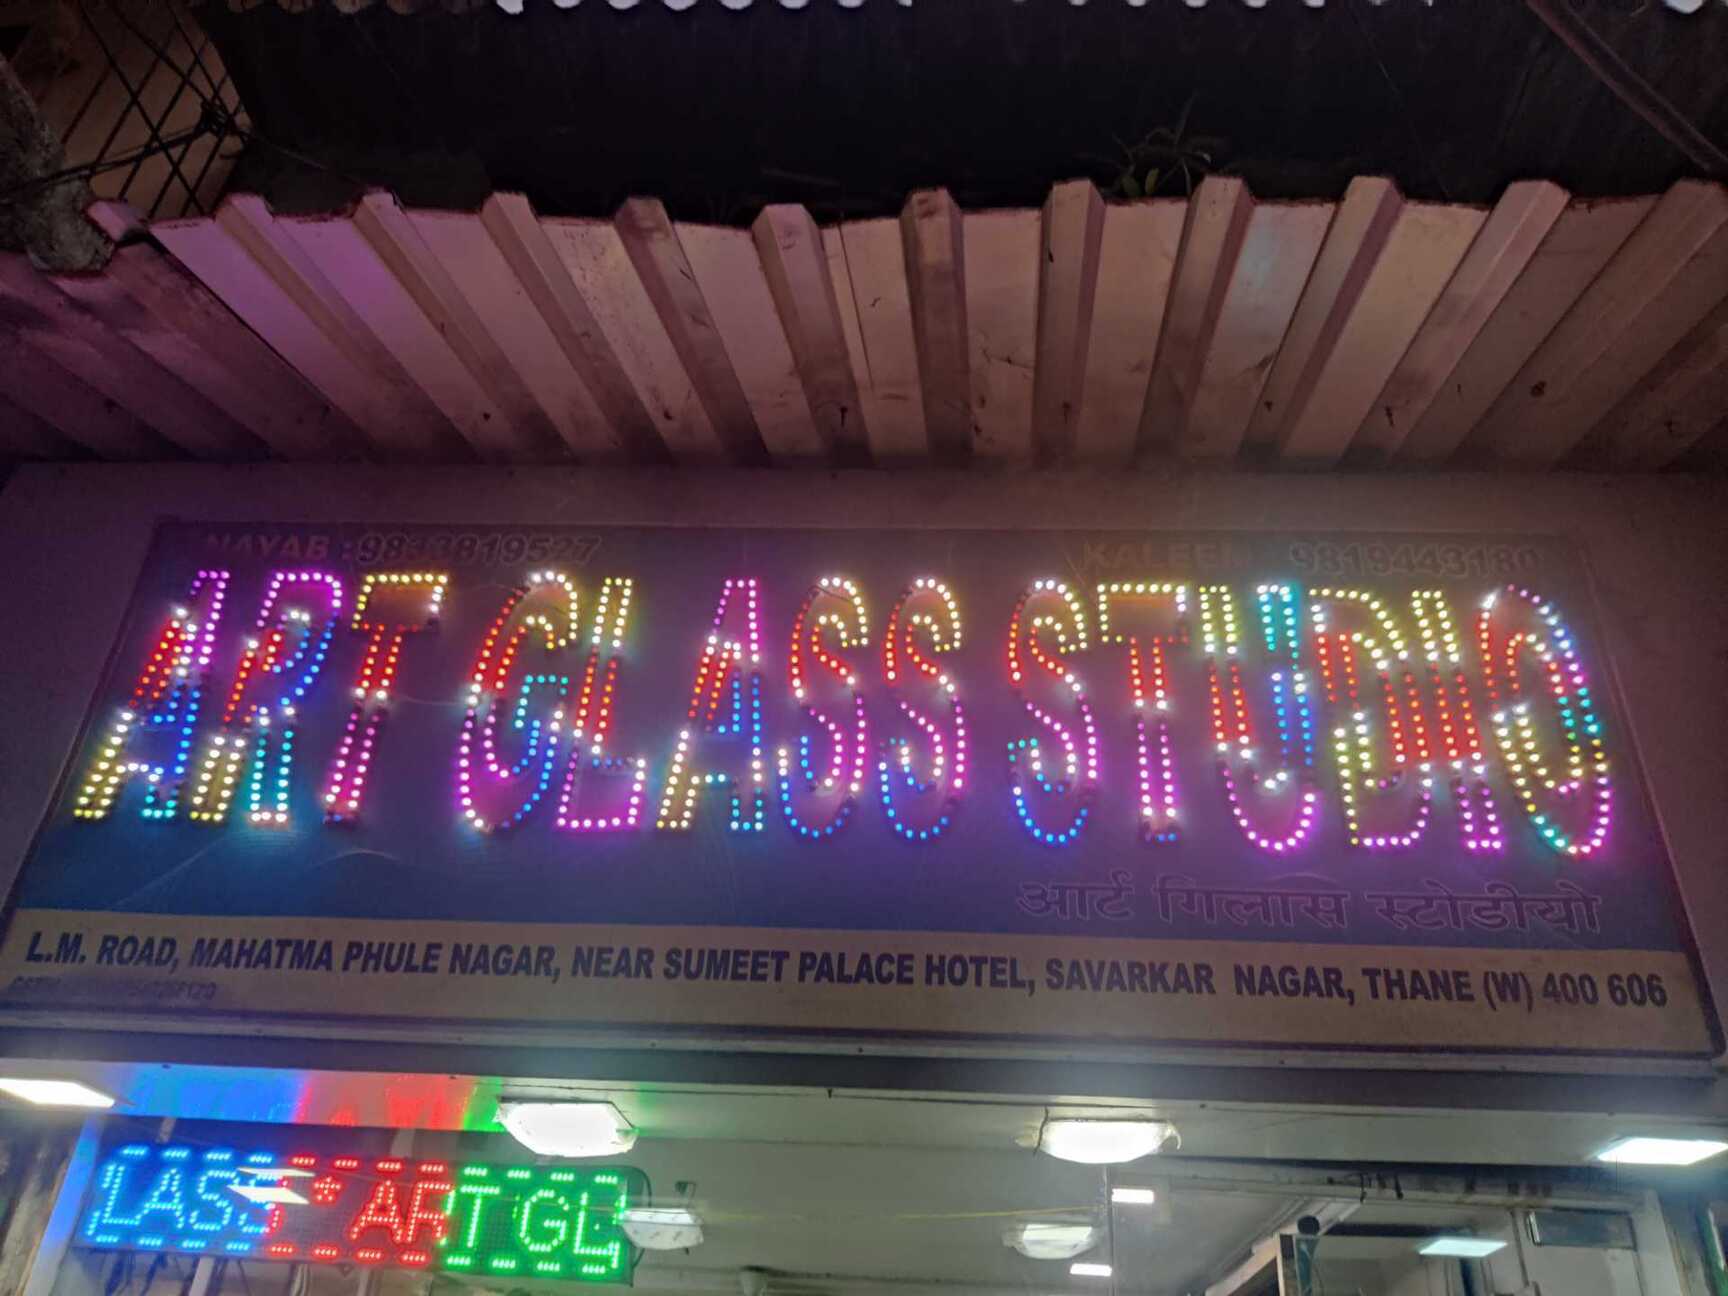 NAYAB : 9833819527
KALEEM : 9819443180
ART GLASS STUDIO
आर्ट गिलास स्टोडीयो
L.M. ROAD, MAHATMA PHULE NAGAR, NEAR SUMEET PALACE HOTEL, SAVARKAR NAGAR, THANE (W) 400 606
LASS * ART GL